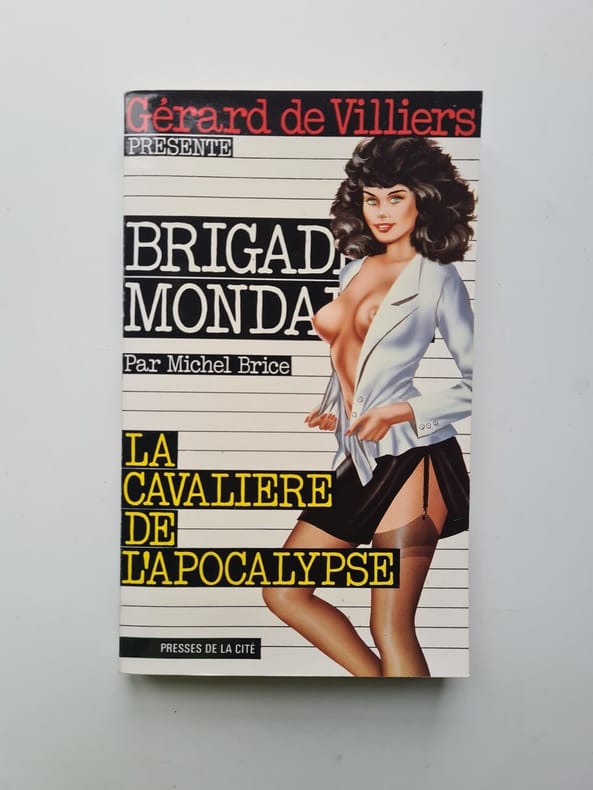 Gérard de Villiers
PRESENTE
BRIGAD
MONDA
Par Michel Brice
LA
CAVALIERE
DE
L'APOCALYPSE
PRESSES DE LA CITÉ